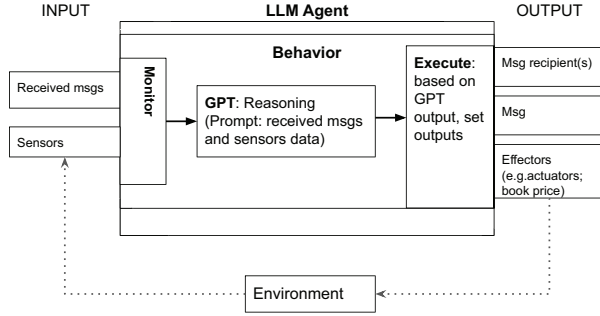 INPUT
LLM Agent
OUTPUT
Behavior
Received msgs
Sensors
Monitor
GPT: Reasoning
(Prompt: received msgs
and sensors data)
Execute:
based on
GPT
output, set
outputs
Msg recipient(s)
Msg
Effectors
(e.g.actuators;
book price)
Environment